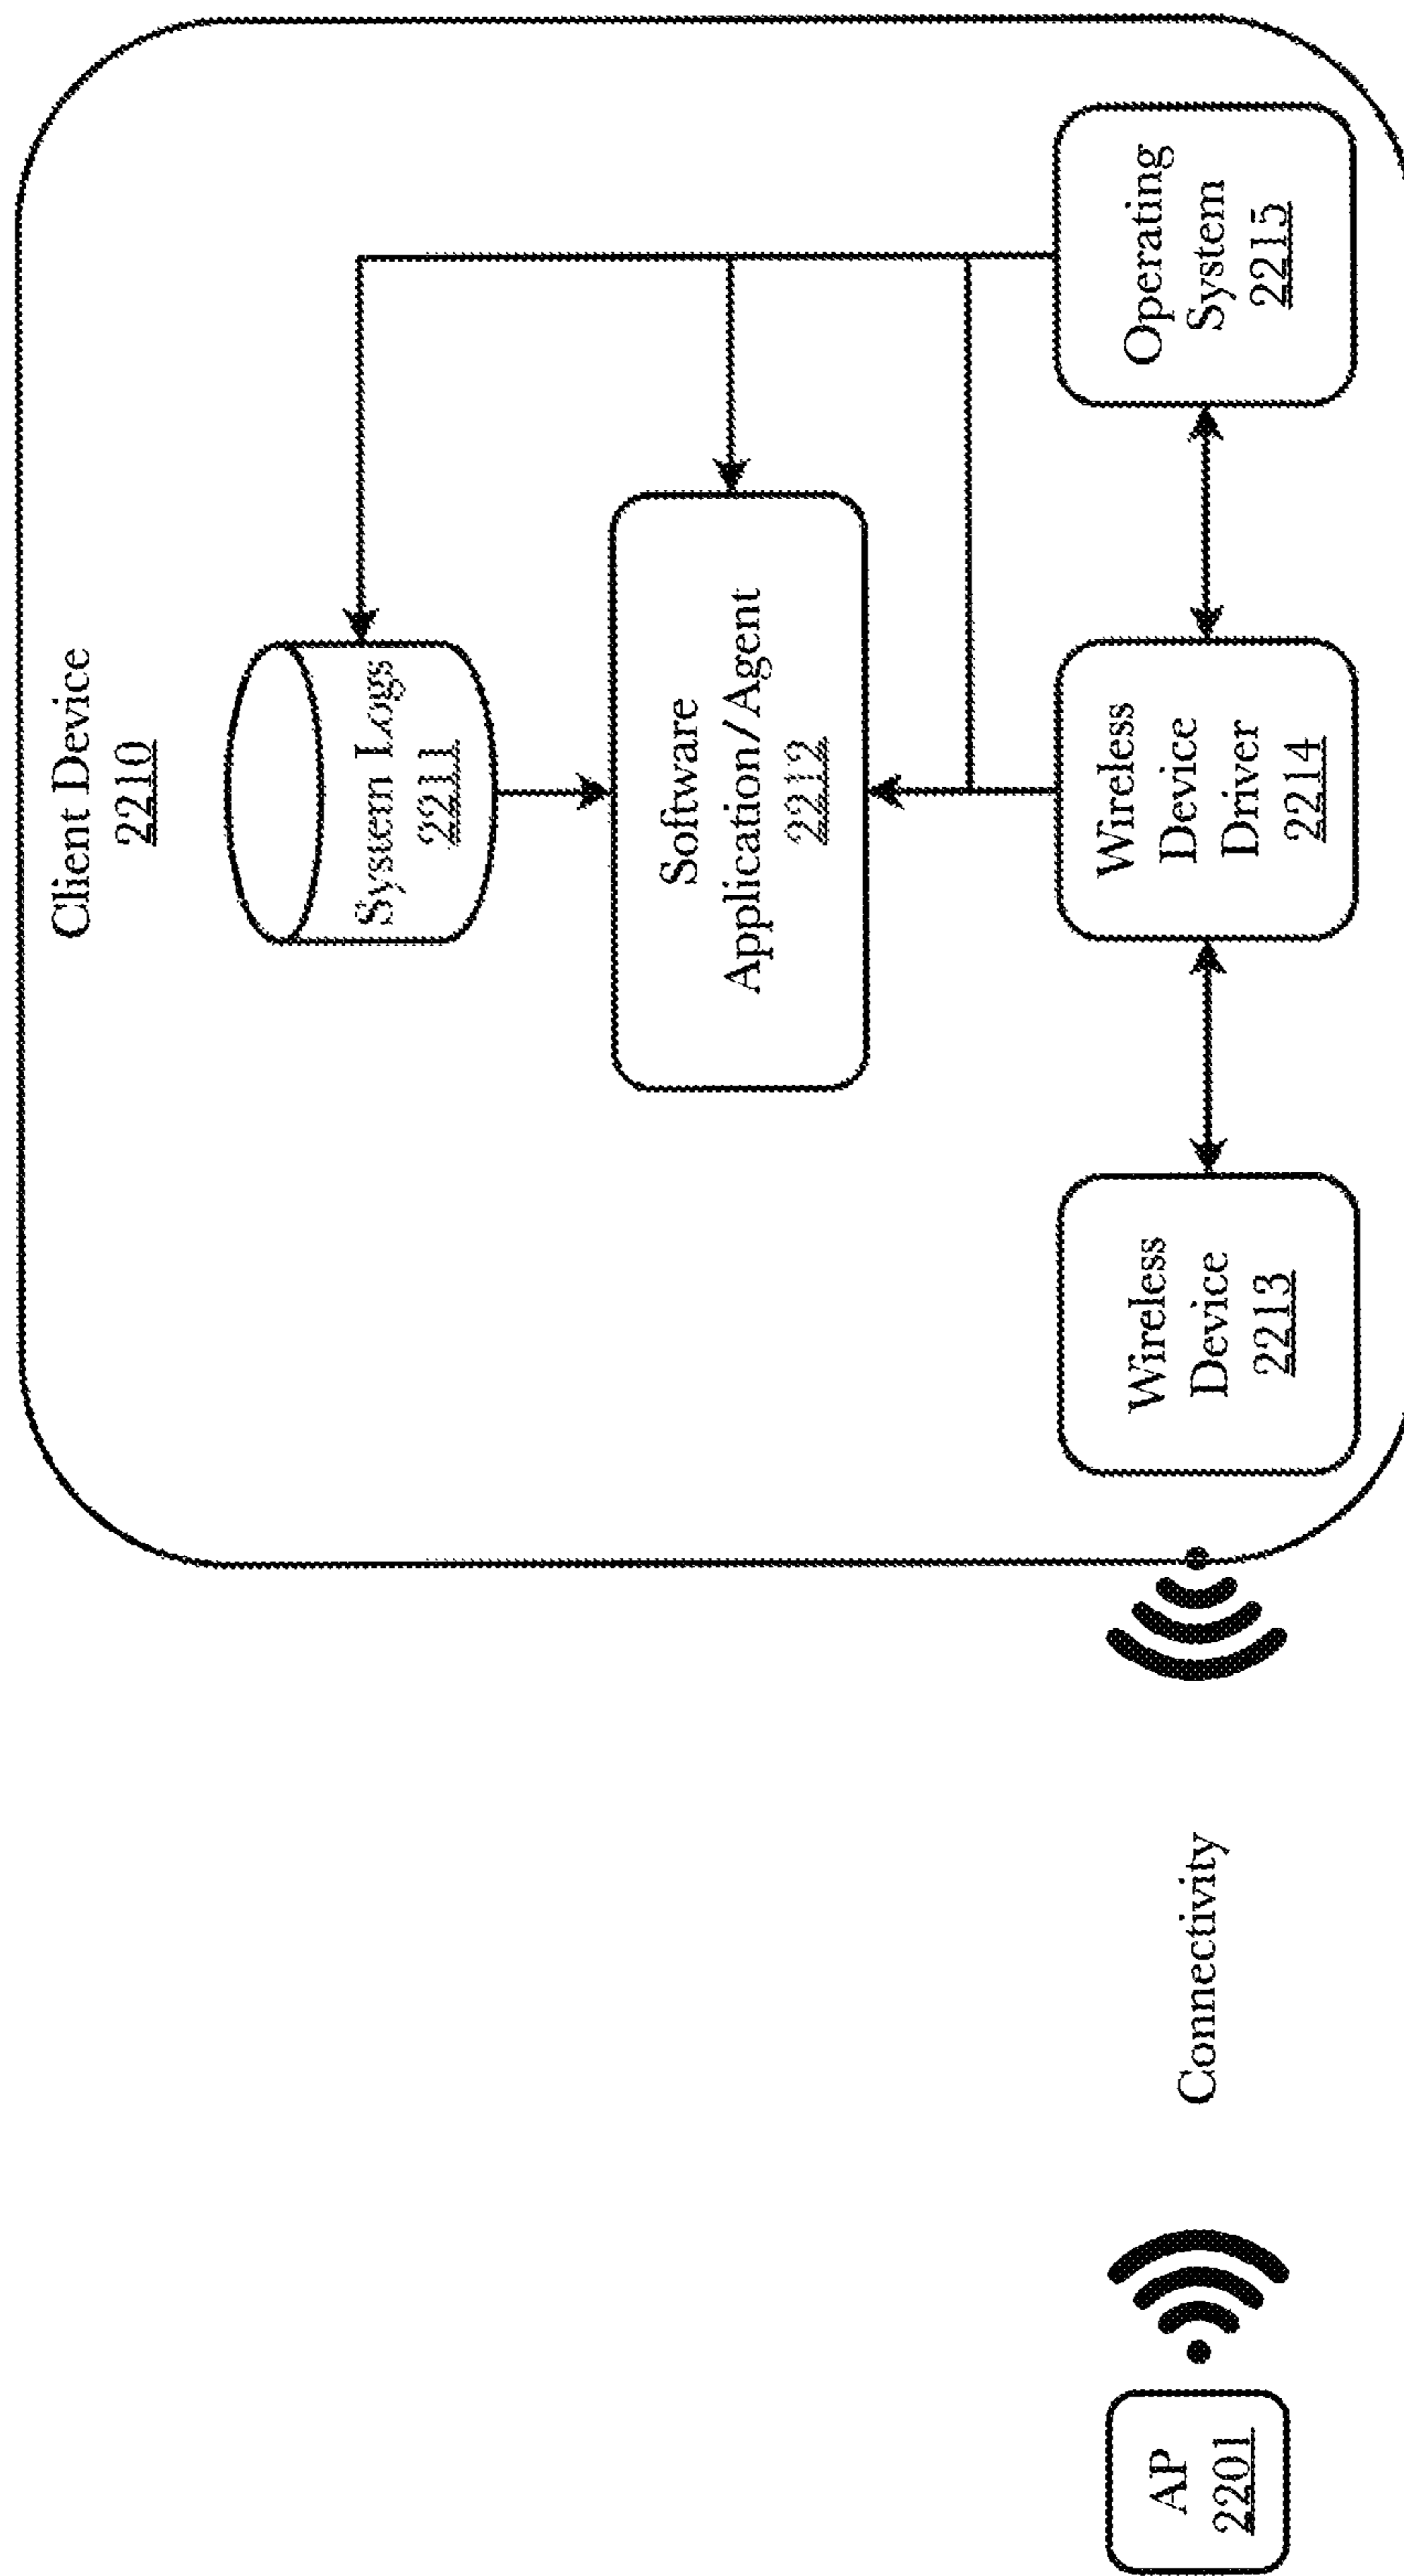 Client Device
2210
System Logs
2211
Software
Application/Agent
2212
AP
2201
Connectivity
Wireless
Device
2213
Wireless
Device
Driver
2214
Operating
System
2215